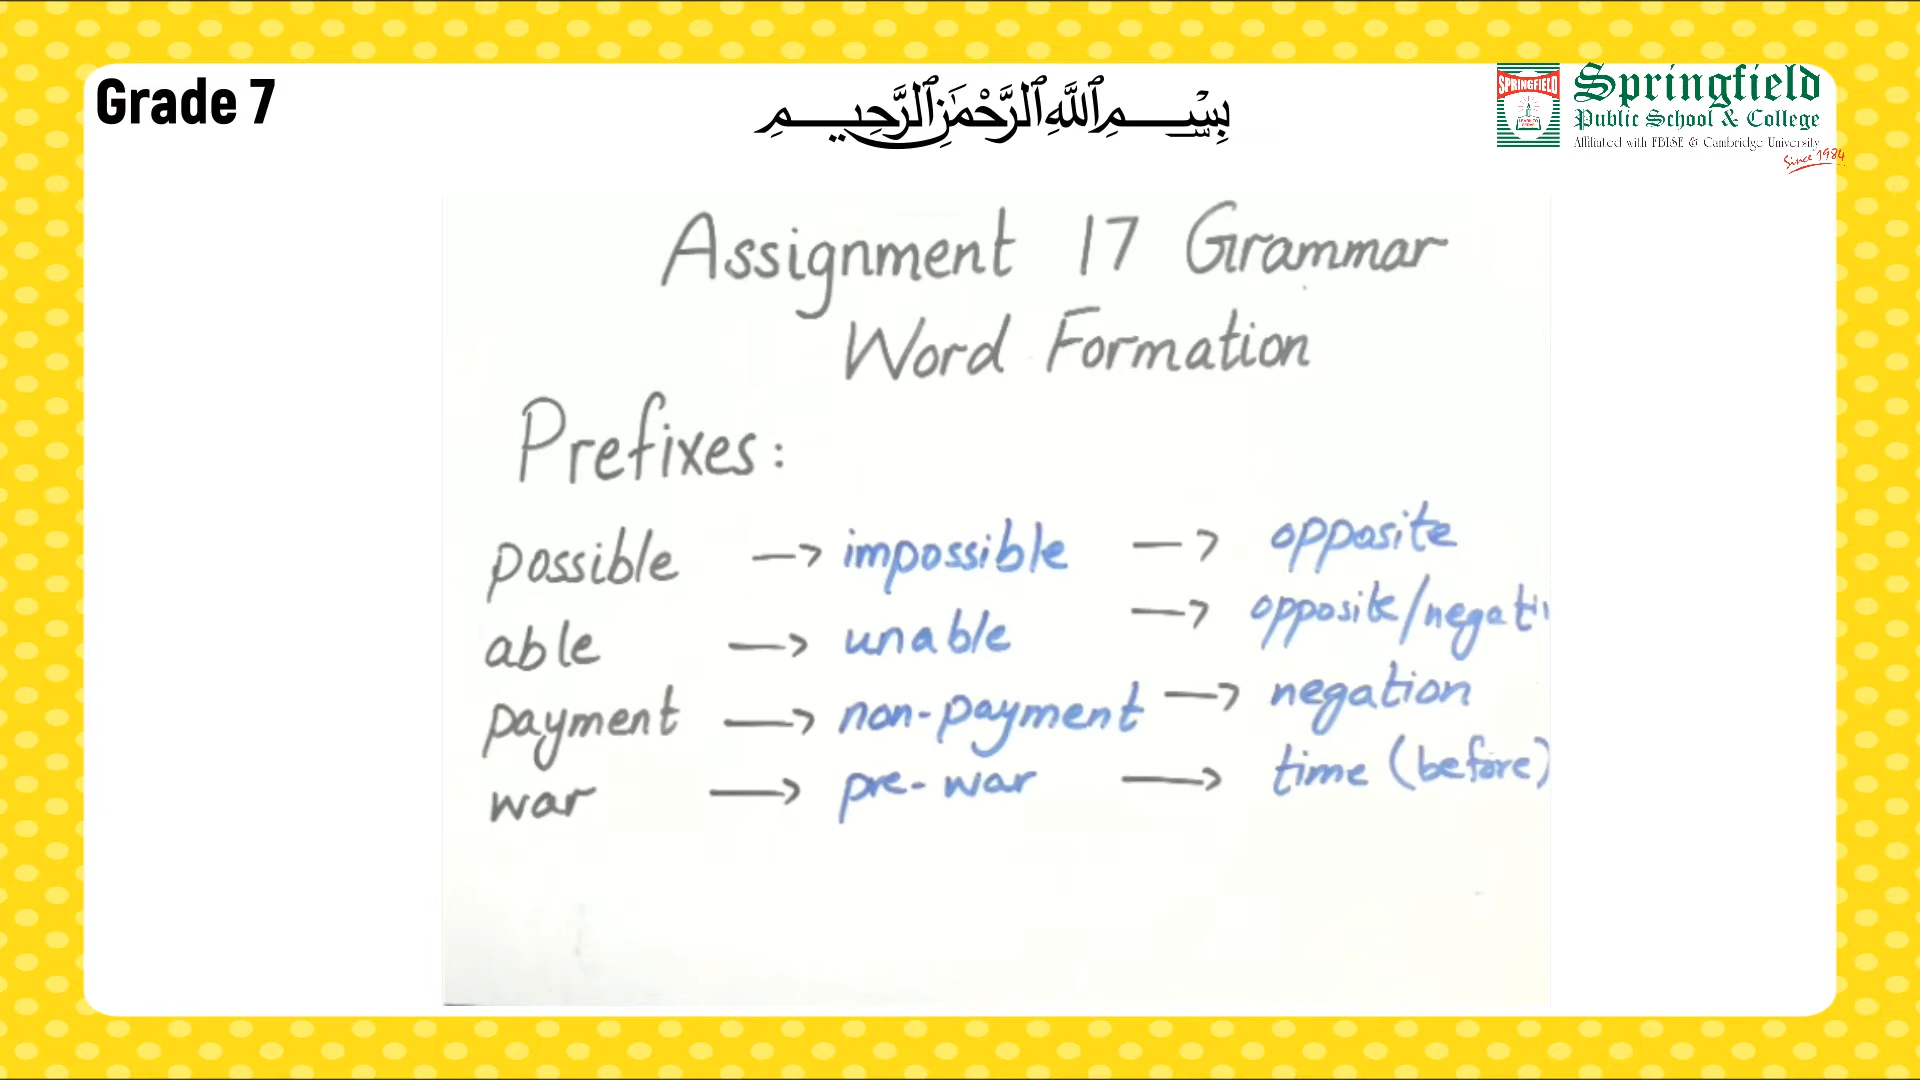 Grade 7
بِسْمِ ٱللَّهِ ٱلرَّحْمَٰنِ ٱلرَّحِيمِ
SPRINGFIELD
Springfield
Public School & College
Affiliated with FBISE & Cambridge University
Since 1984
Assignment 17 Grammar
Word Formation
Prefixes:
possible → impossible → opposite
able → unable → opposite/negati
payment → non-payment → negation
war → pre-war → time (before)